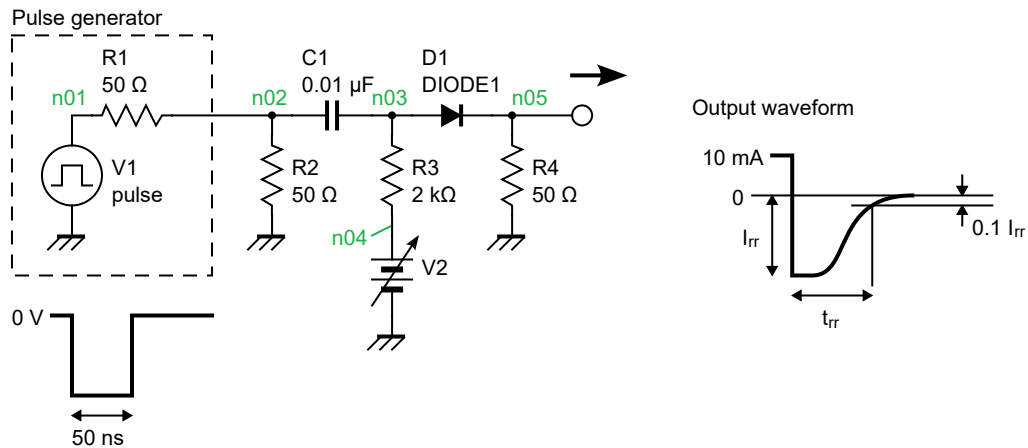 Pulse generator
R1
50 Ω
n01
V1
pulse
n02
R2
50 Ω
C1
0.01 µF
n03
R3
2 kΩ
n04
V2
D1
DIODE1
n05
R4
50 Ω
0 V
50 ns
Output waveform
10 mA
0
Irr
0.1 Irr
trr